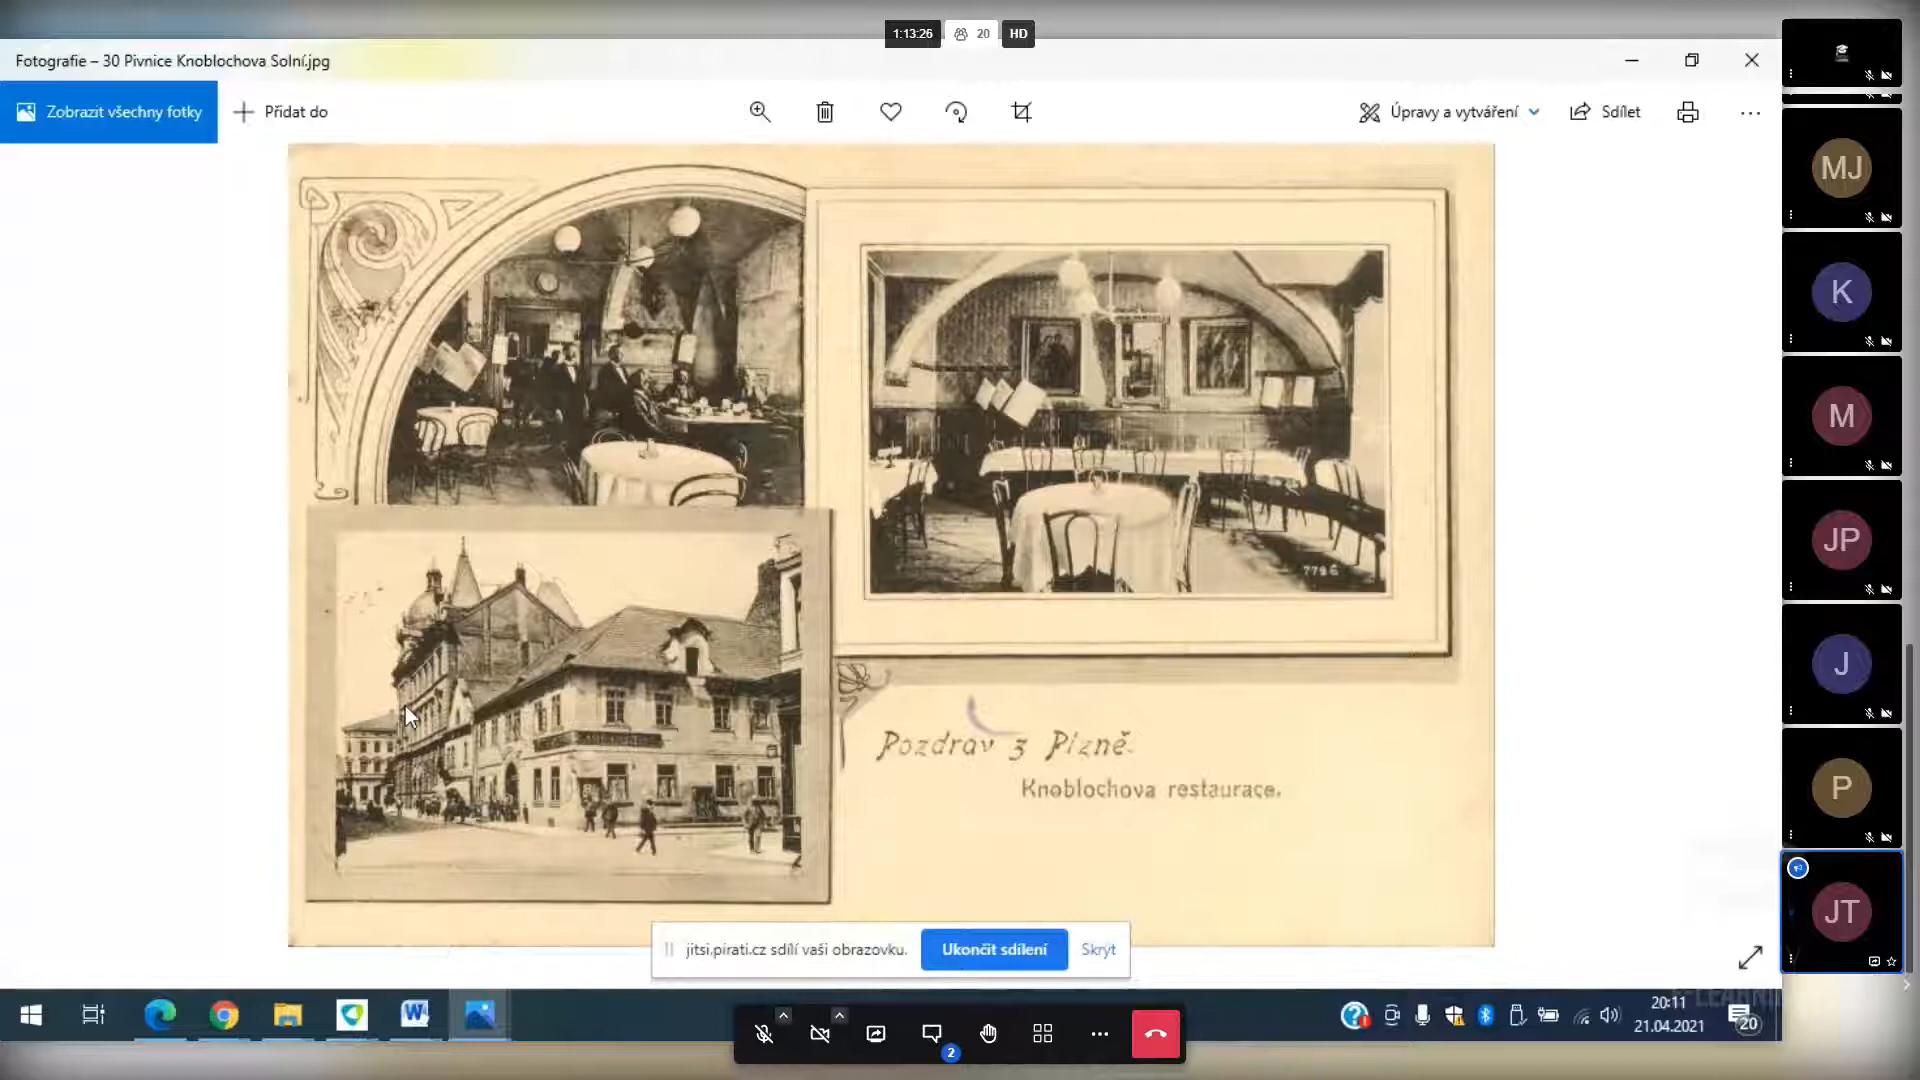 1:13:26
20
HD
Fotografie – 30 Pivnice Knoblochova Solní.jpg
Zobrazit všechny fotky
Přidat do
Úpravy a vytváření
Sdílet
MJ
K
M
JP
J
P
JT
7796
Pozdrav z Plzně.
Knoblochova restaurace.
jitsi.pirati.cz sdílí vaši obrazovku.
Ukončit sdílení
Skrýt
20:11
21.04.2021
20
2